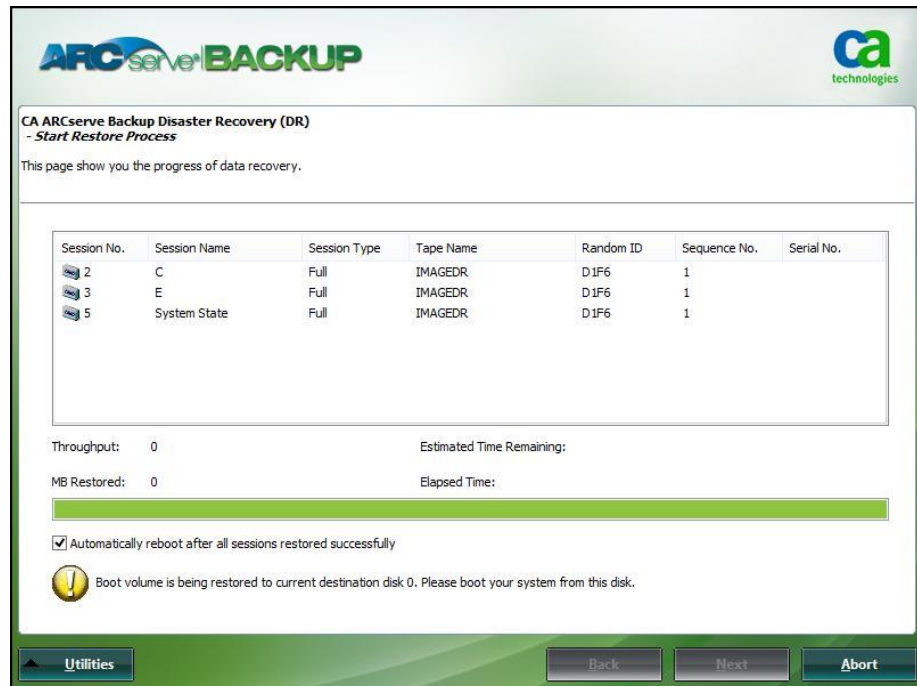 ARCserve® BACKUP
ca
technologies
CA ARCserve Backup Disaster Recovery (DR)
- Start Restore Process
This page show you the progress of data recovery.
Session No. Session Name Session Type Tape Name Random ID Sequence No. Serial No.
2 C Full IMAGEDR D1F6 1
3 E Full IMAGEDR D1F6 1
5 System State Full IMAGEDR D1F6 1
Throughput: 0 Estimated Time Remaining:
MB Restored: 0 Elapsed Time:
Automatically reboot after all sessions restored successfully
Boot volume is being restored to current destination disk 0. Please boot your system from this disk.
Utilities Back Next Abort